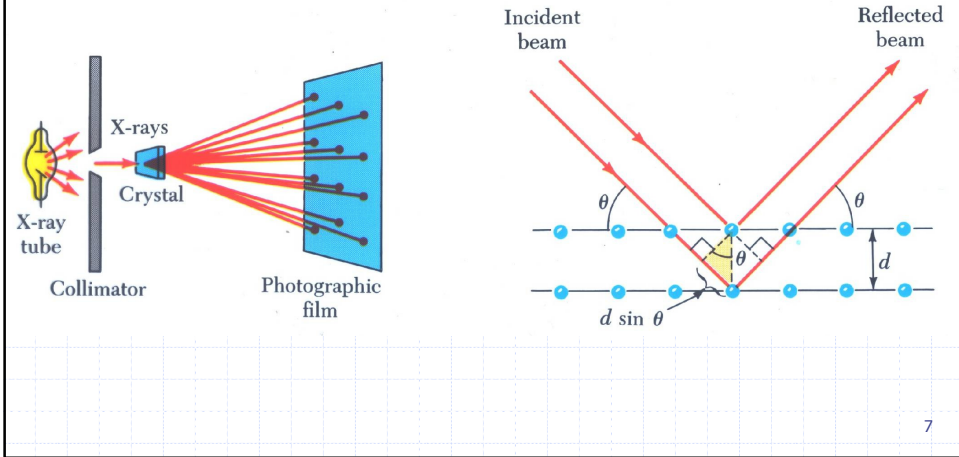 X-ray
tube
Collimator
X-rays
Crystal
Photographic
film
Incident
beam
Reflected
beam
θ
θ
θ
d
d sin θ
7